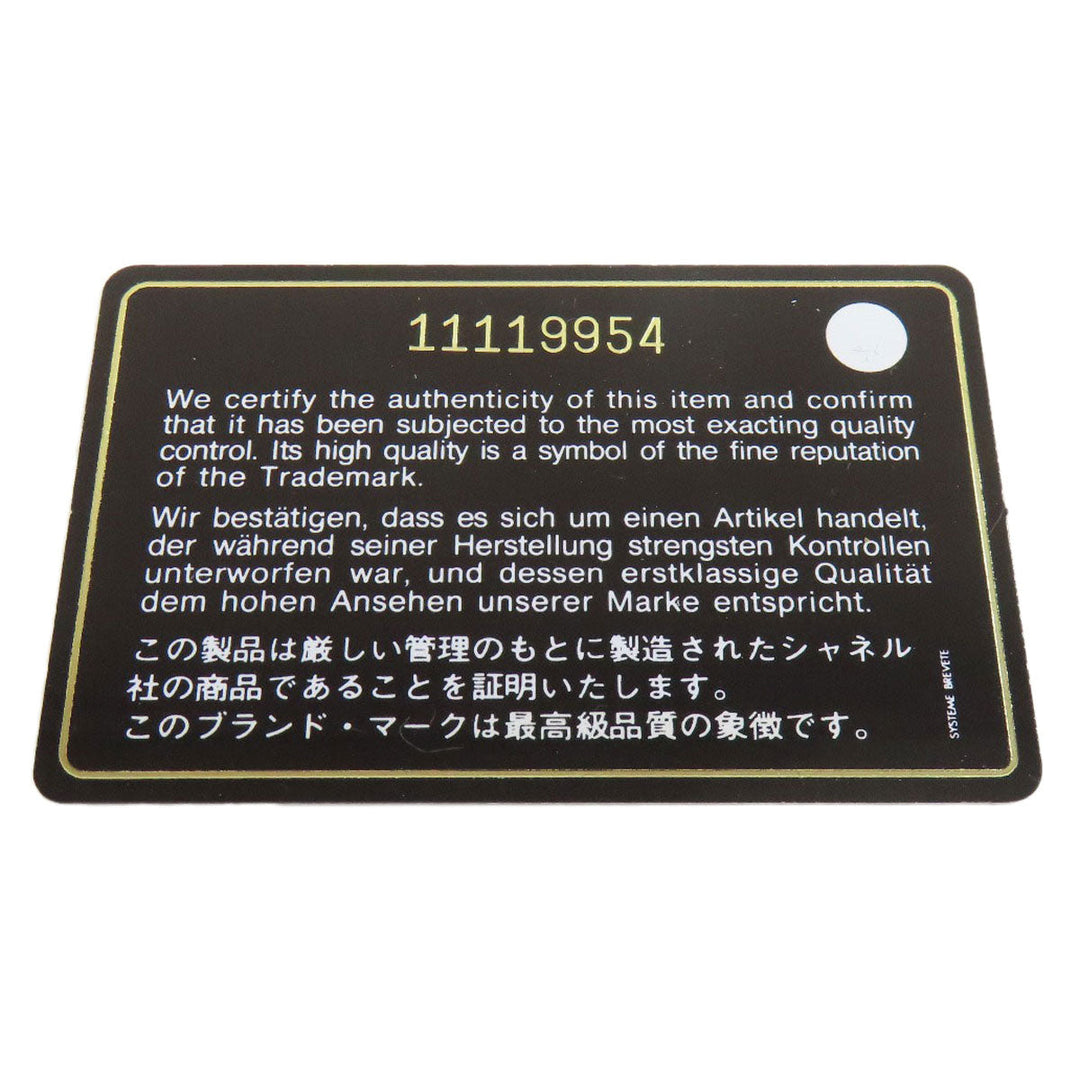 11119954
We certify the authenticity of this item and confirm
that it has been subjected to the most exacting quality
control. Its high quality is a symbol of the fine reputation
of the Trademark.
Wir bestätigen, dass es sich um einen Artikel handelt,
der während seiner Herstellung strengsten Kontrollen
unterworfen war, und dessen erstklassige Qualität
dem hohen Ansehen unserer Marke entspricht.
この製品は厳しい管理のもとに製造されたシャネル
社の商品であることを証明いたします。
このブランド・マークは最高級品質の象徴です。
SYSTEME BREVETE